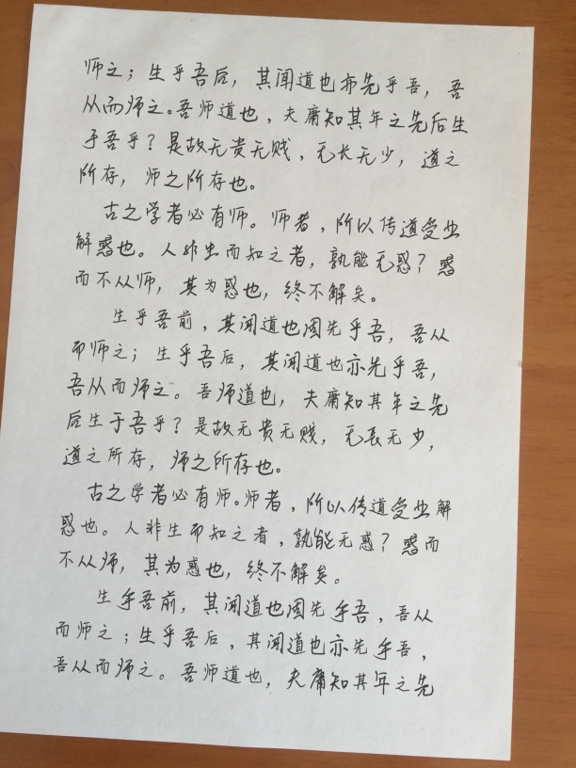 师之；生乎吾后，其闻道也亦先乎吾，吾
从而师之。吾师道也，夫庸知其年之先后生
于吾乎？是故无贵无贱，无长无少，道之
所存，师之所存也。
古之学者必有师。师者，所以传道受业
解惑也。人非生而知之者，孰能无惑？惑
而不从师，其为惑也，终不解矣。
生乎吾前，其闻道也固先乎吾，吾从
而师之；生乎吾后，其闻道也亦先乎吾，
吾从而师之。吾师道也，夫庸知其年之先
后生于吾乎？是故无贵无贱，无长无少，
道之所存，师之所存也。
古之学者必有师。师者，所以传道受业解
惑也。人非生而知之者，孰能无惑？惑而
不从师，其为惑也，终不解矣。
生乎吾前，其闻道也固先乎吾，吾从
而师之；生乎吾后，其闻道也亦先乎吾，
吾从而师之。吾师道也，夫庸知其年之先